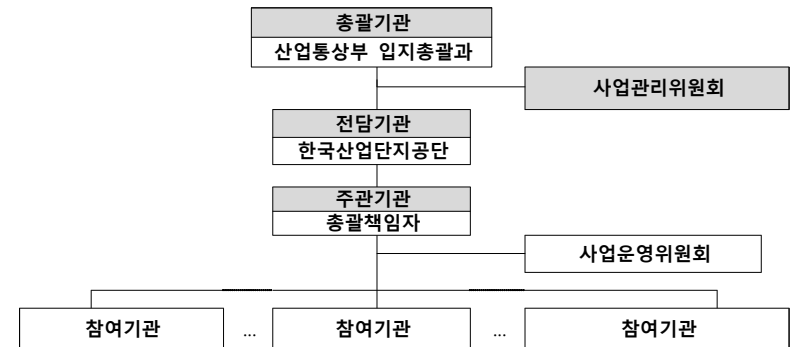 총괄기관
산업통상부 입지총괄과
사업관리위원회
전담기관
한국산업단지공단
주관기관
총괄책임자
사업운영위원회
참여기관 ... 참여기관 ... 참여기관